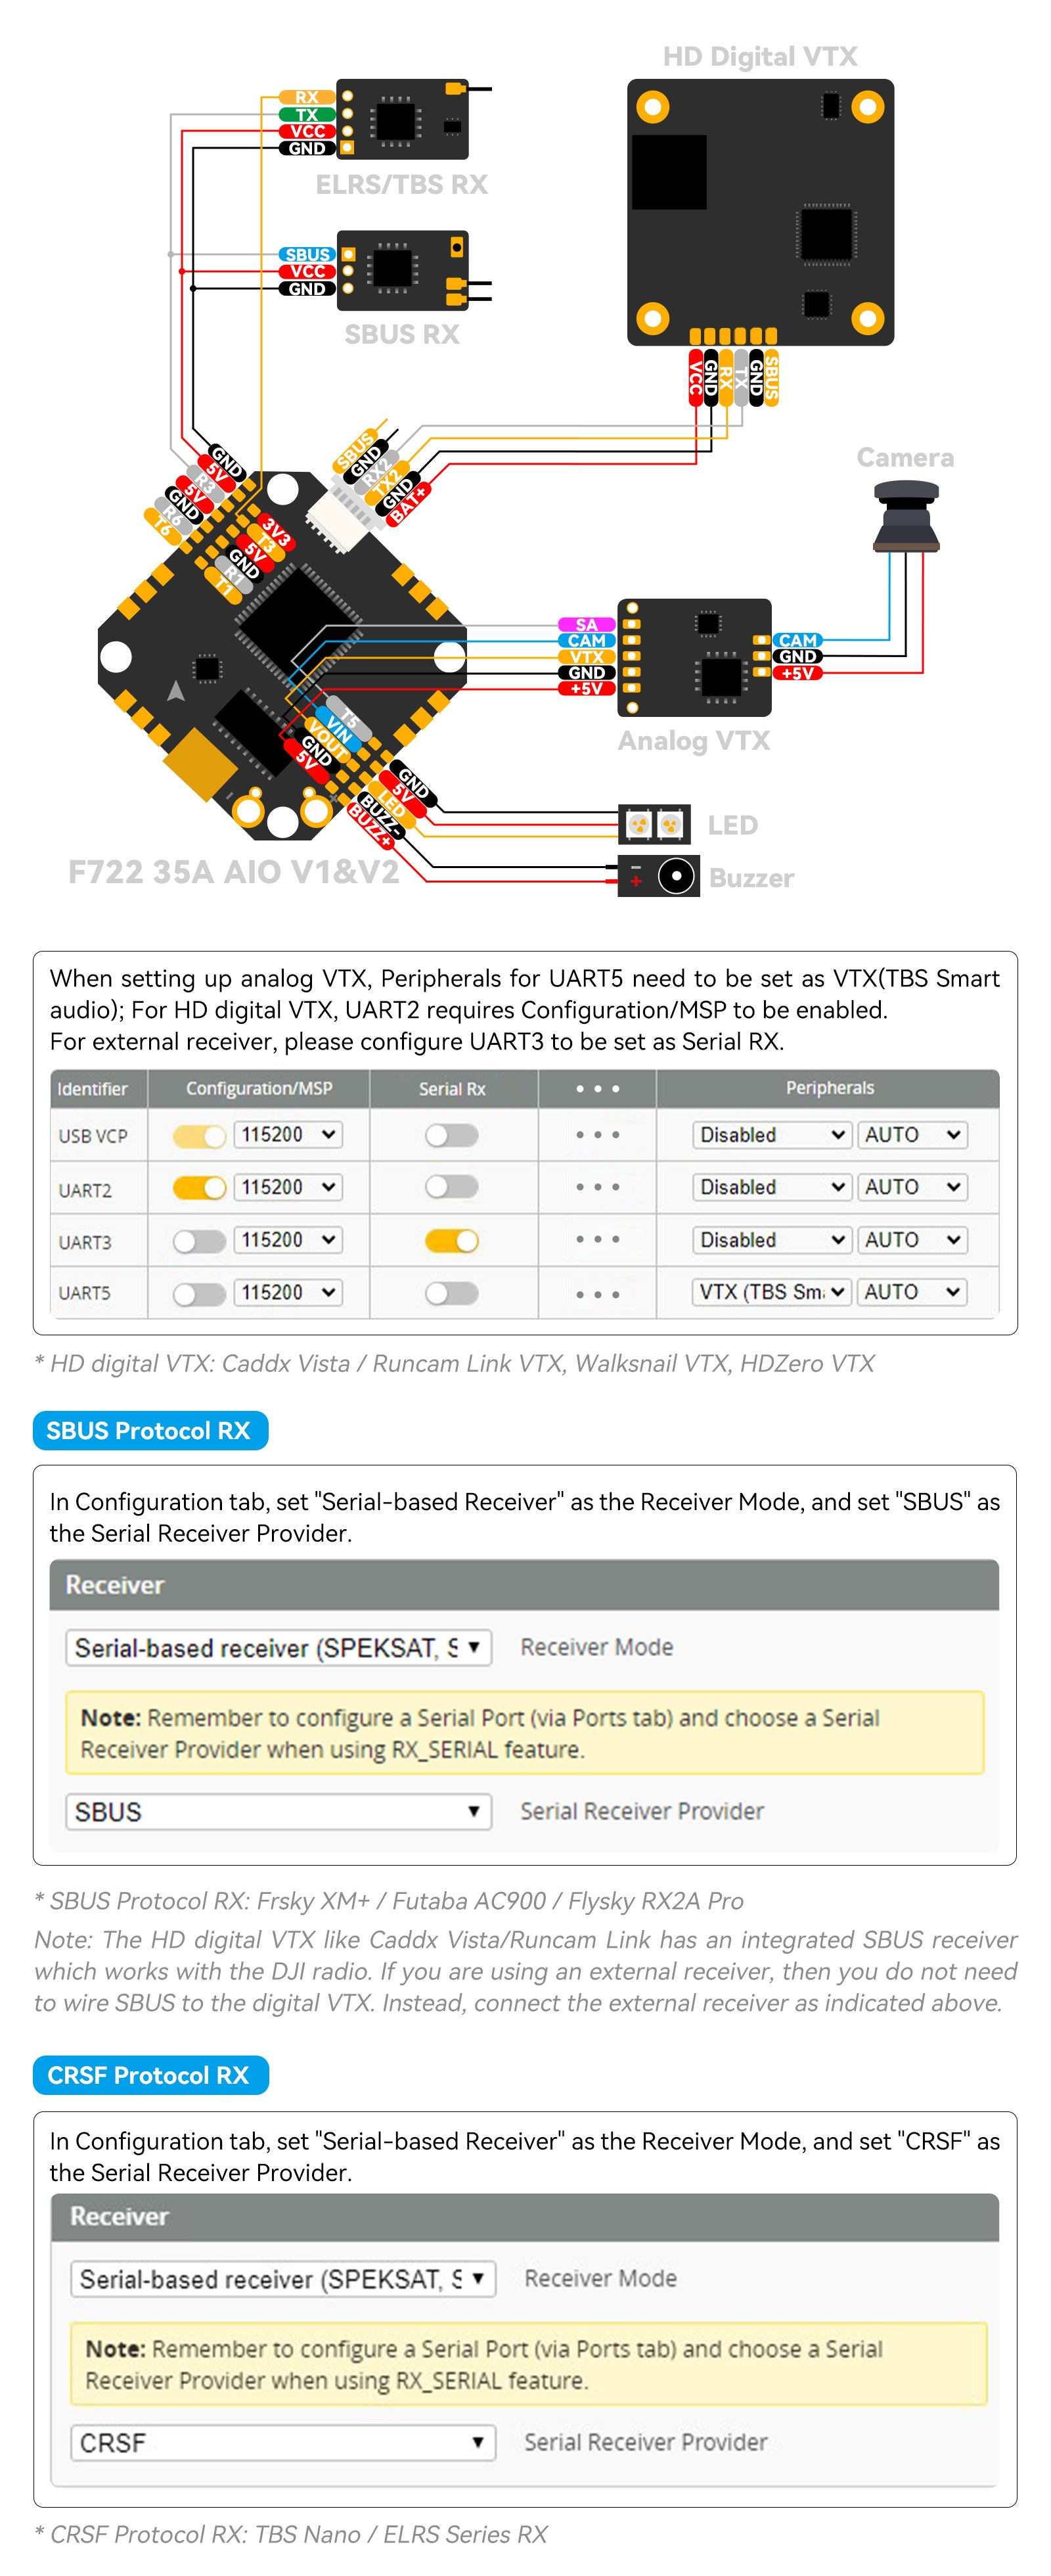 HD Digital VTX
RX
TX
VCC
GND
ELRS/TBS RX
SBUS
VCC
GND
SBUS RX
VCC
GND
RX
TX
GND
SBUS
SBUS
GND
RX2
TX2
GND
BAT+
GND
5V
R3
5V
GND
R6
T6
3V3
T3
5V
GND
R1
T1
Camera
SA
CAM
VTX
GND
+5V
CAM
GND
+5V
Analog VTX
T5
VIN
VOUT
GND
5V
GND
5V
LED
BUZZ-
BUZZ+
LED
Buzzer
F722 35A AIO V1&V2
When setting up analog VTX, Peripherals for UART5 need to be set as VTX(TBS Smart
audio); For HD digital VTX, UART2 requires Configuration/MSP to be enabled.
For external receiver, please configure UART3 to be set as Serial RX.
Identifier Configuration/MSP Serial Rx • • • Peripherals
USB VCP 115200 • • • Disabled AUTO
UART2 115200 • • • Disabled AUTO
UART3 115200 • • • Disabled AUTO
UART5 115200 • • • VTX (TBS Sm AUTO
* HD digital VTX: Caddx Vista / Runcam Link VTX, Walksnail VTX, HDZero VTX
SBUS Protocol RX
In Configuration tab, set "Serial-based Receiver" as the Receiver Mode, and set "SBUS" as
the Serial Receiver Provider.
Receiver
Serial-based receiver (SPEKSAT, S Receiver Mode
Note: Remember to configure a Serial Port (via Ports tab) and choose a Serial
Receiver Provider when using RX_SERIAL feature.
SBUS Serial Receiver Provider
* SBUS Protocol RX: Frsky XM+ / Futaba AC900 / Flysky RX2A Pro
Note: The HD digital VTX like Caddx Vista/Runcam Link has an integrated SBUS receiver
which works with the DJI radio. If you are using an external receiver, then you do not need
to wire SBUS to the digital VTX. Instead, connect the external receiver as indicated above.
CRSF Protocol RX
In Configuration tab, set "Serial-based Receiver" as the Receiver Mode, and set "CRSF" as
the Serial Receiver Provider.
Receiver
Serial-based receiver (SPEKSAT, S Receiver Mode
Note: Remember to configure a Serial Port (via Ports tab) and choose a Serial
Receiver Provider when using RX_SERIAL feature.
CRSF Serial Receiver Provider
* CRSF Protocol RX: TBS Nano / ELRS Series RX